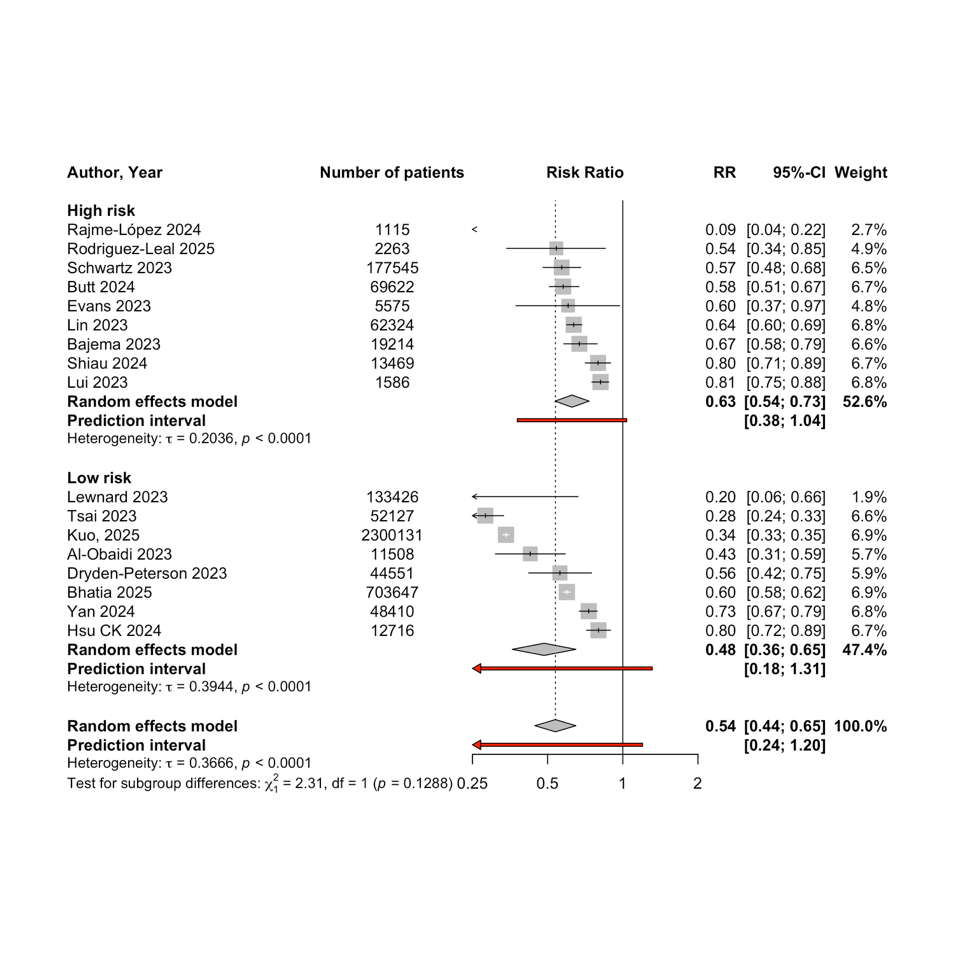 Author, Year Number of patients Risk Ratio RR 95%-CI Weight
High risk
Rajme-López 2024 1115 0.09 [0.04; 0.22] 2.7%
Rodriguez-Leal 2025 2263 0.54 [0.34; 0.85] 4.9%
Schwartz 2023 177545 0.57 [0.48; 0.68] 6.5%
Butt 2024 69622 0.58 [0.51; 0.67] 6.7%
Evans 2023 5575 0.60 [0.37; 0.97] 4.8%
Lin 2023 62324 0.64 [0.60; 0.69] 6.8%
Bajema 2023 19214 0.67 [0.58; 0.79] 6.6%
Shiau 2024 13469 0.80 [0.71; 0.89] 6.7%
Lui 2023 1586 0.81 [0.75; 0.88] 6.8%
Random effects model 0.63 [0.54; 0.73] 52.6%
Prediction interval [0.38; 1.04]
Heterogeneity: τ = 0.2036, p < 0.0001
Low risk
Lewnard 2023 133426 0.20 [0.06; 0.66] 1.9%
Tsai 2023 52127 0.28 [0.24; 0.33] 6.6%
Kuo, 2025 2300131 0.34 [0.33; 0.35] 6.9%
Al-Obaidi 2023 11508 0.43 [0.31; 0.59] 5.7%
Dryden-Peterson 2023 44551 0.56 [0.42; 0.75] 5.9%
Bhatia 2025 703647 0.60 [0.58; 0.62] 6.9%
Yan 2024 48410 0.73 [0.67; 0.79] 6.8%
Hsu CK 2024 12716 0.80 [0.72; 0.89] 6.7%
Random effects model 0.48 [0.36; 0.65] 47.4%
Prediction interval [0.18; 1.31]
Heterogeneity: τ = 0.3944, p < 0.0001
Random effects model 0.54 [0.44; 0.65] 100.0%
Prediction interval [0.24; 1.20]
Heterogeneity: τ = 0.3666, p < 0.0001
Test for subgroup differences: χ²₁ = 2.31, df = 1 (p = 0.1288) 0.25 0.5 1 2